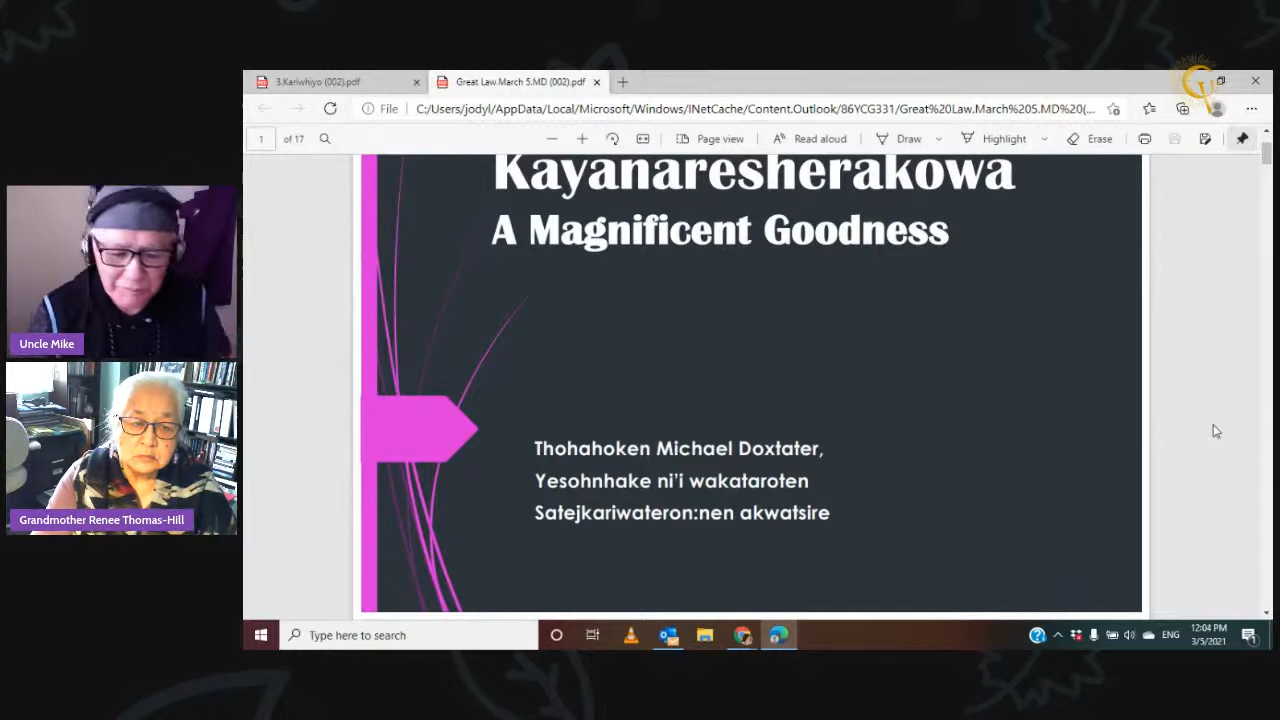 3.Kariwhiyo (002).pdf
Great Law.March 5.MD (002).pdf
File
C:/Users/jodyl/AppData/Local/Microsoft/Windows/INetCache/Content.Outlook/86YCG331/Great%20Law.March%205.MD%20(...
1 of 17
Page view
Read aloud
Draw
Highlight
Erase
Kayanaresherakowa
A Magnificent Goodness
Thohahoken Michael Doxtater,
Yesohnhake ni'i wakataroten
Satejkariwateron:nen akwatsire
Uncle Mike
Grandmother Renee Thomas-Hill
Type here to search
ENG
12:04 PM
3/5/2021